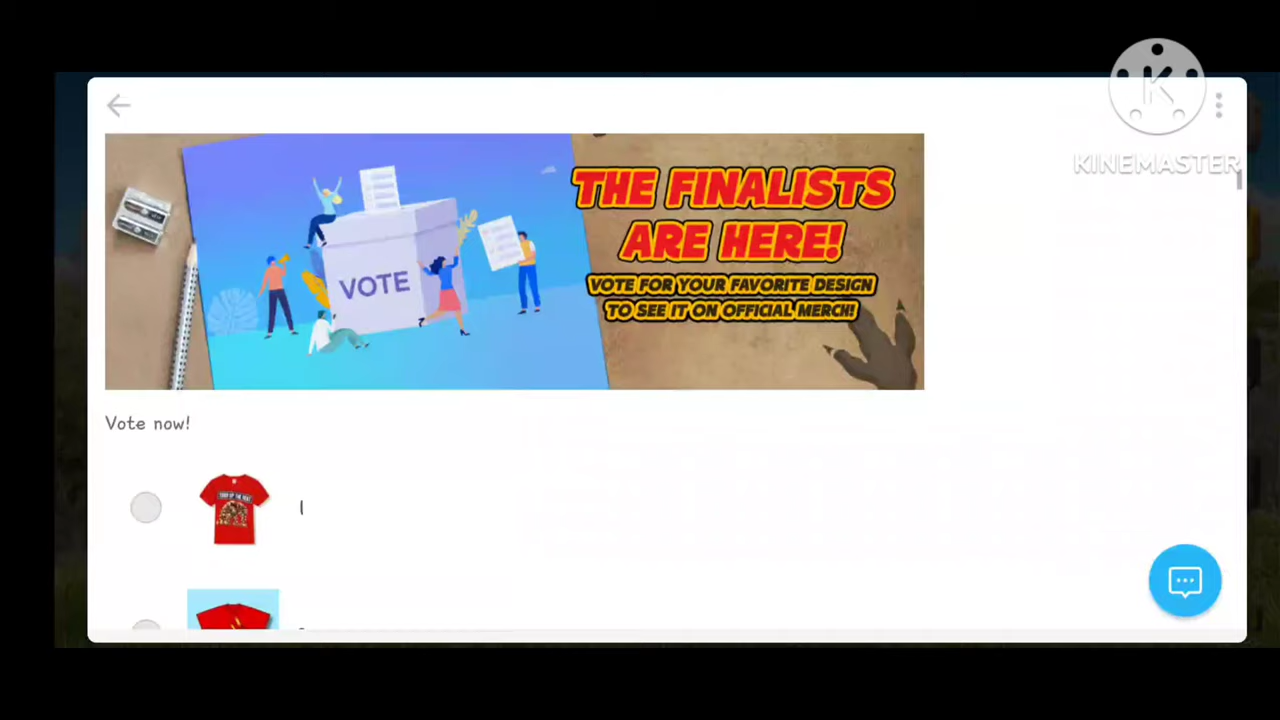 KINEMASTER
THE FINALISTS
ARE HERE!
VOTE FOR YOUR FAVORITE DESIGN
TO SEE IT ON OFFICIAL MERCH!
VOTE
Vote now!
1